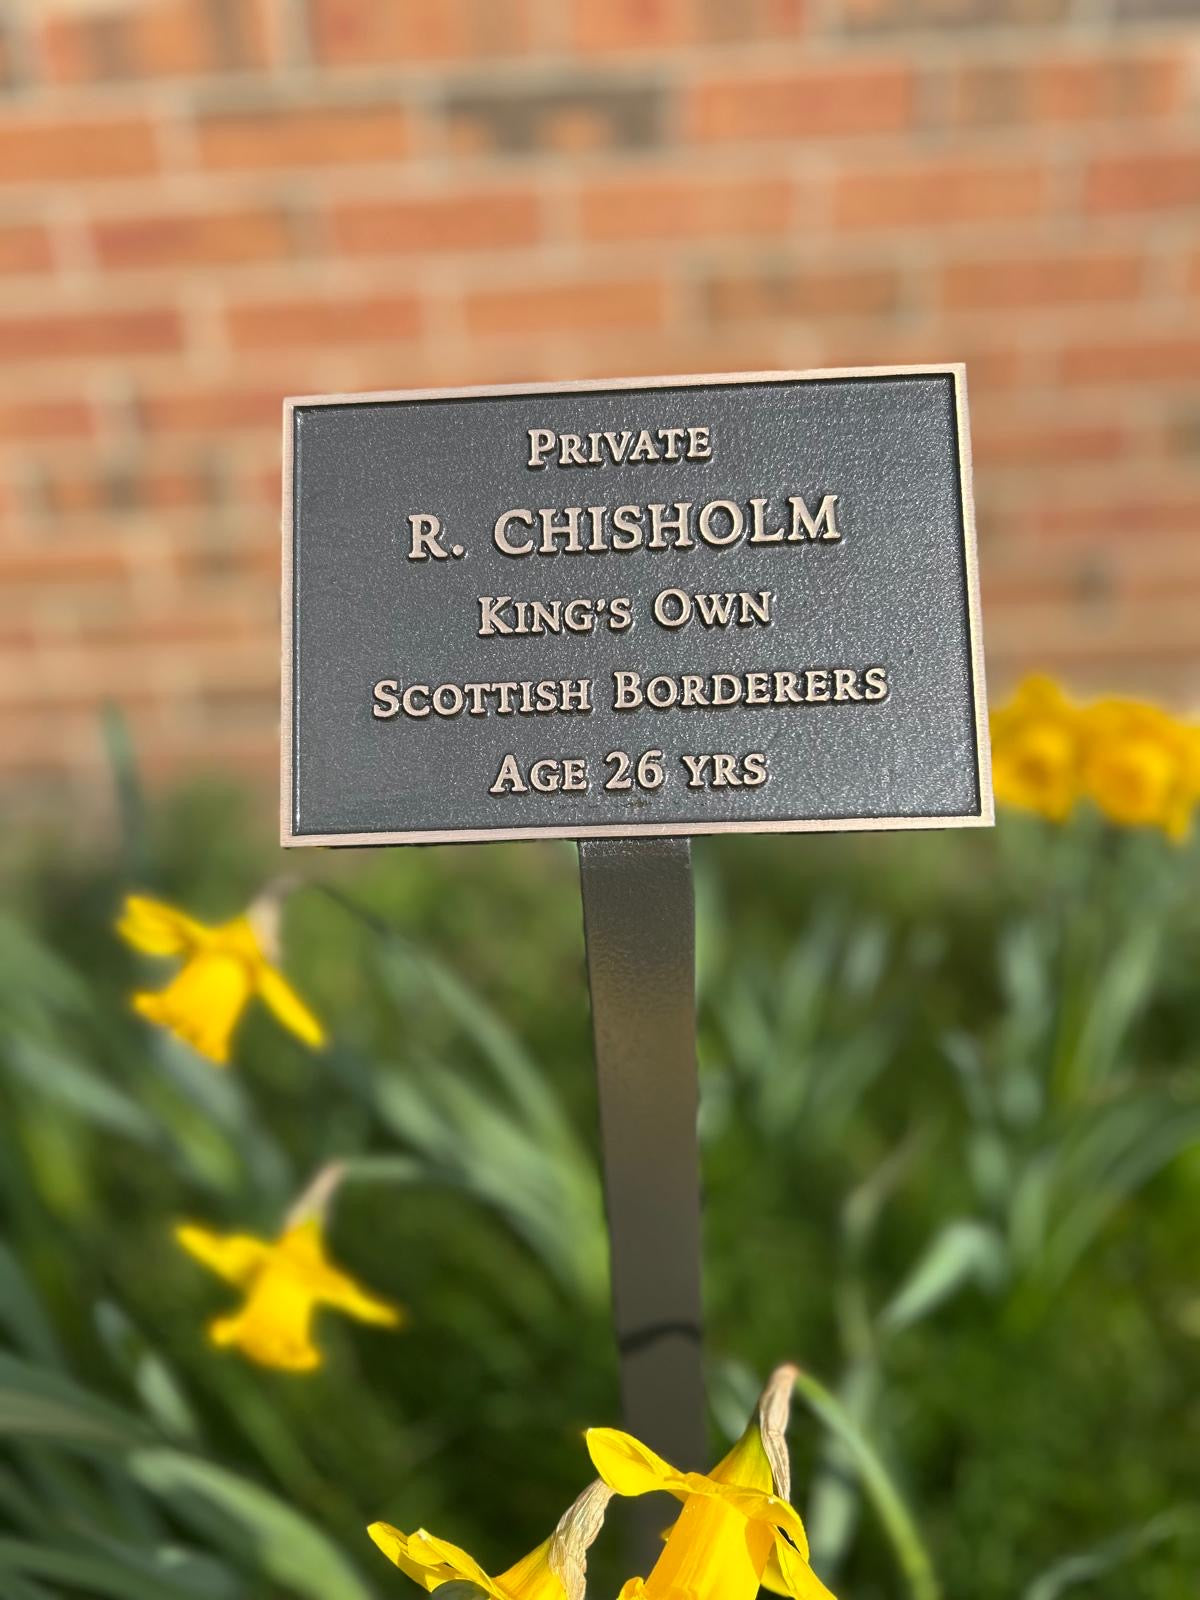 PRIVATE
R. CHISHOLM
KING'S OWN
SCOTTISH BORDERERS
AGE 26 YRS